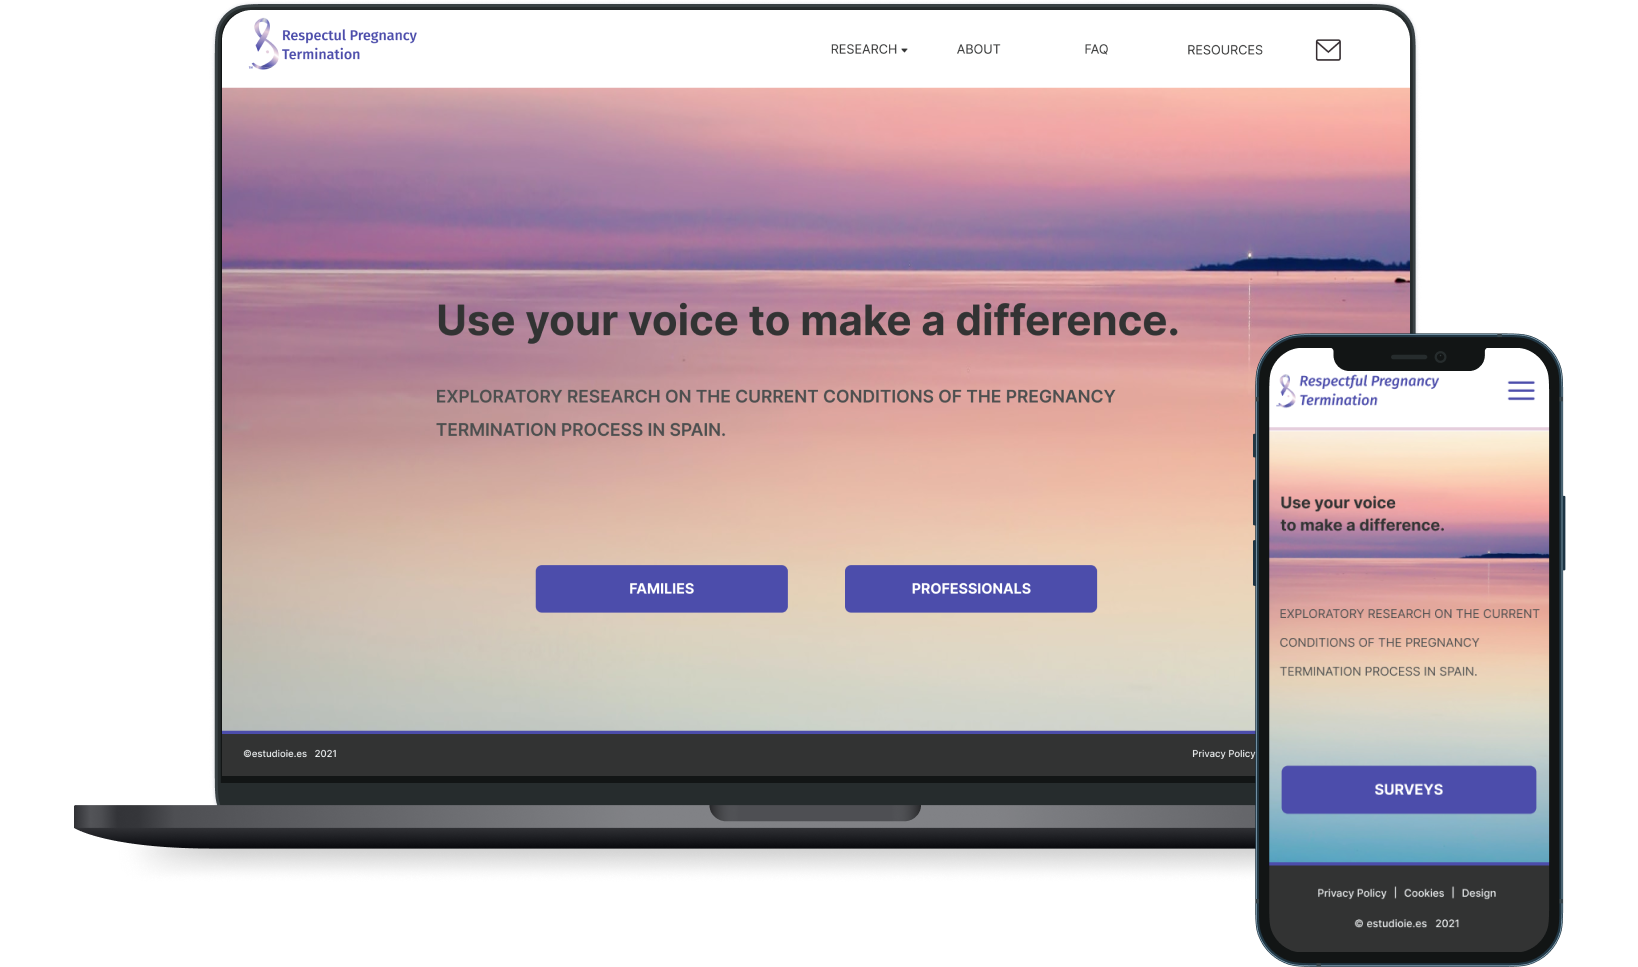 Respectul Pregnancy
Termination
RESEARCH
ABOUT
FAQ
RESOURCES
Use your voice to make a difference.
EXPLORATORY RESEARCH ON THE CURRENT CONDITIONS OF THE PREGNANCY
TERMINATION PROCESS IN SPAIN.
FAMILIES
PROFESSIONALS
©estudioie.es 2021
Privacy Policy
Respectful Pregnancy
Termination
Use your voice
to make a difference.
EXPLORATORY RESEARCH ON THE CURRENT
CONDITIONS OF THE PREGNANCY
TERMINATION PROCESS IN SPAIN.
SURVEYS
Privacy Policy | Cookies | Design
© estudioie.es 2021